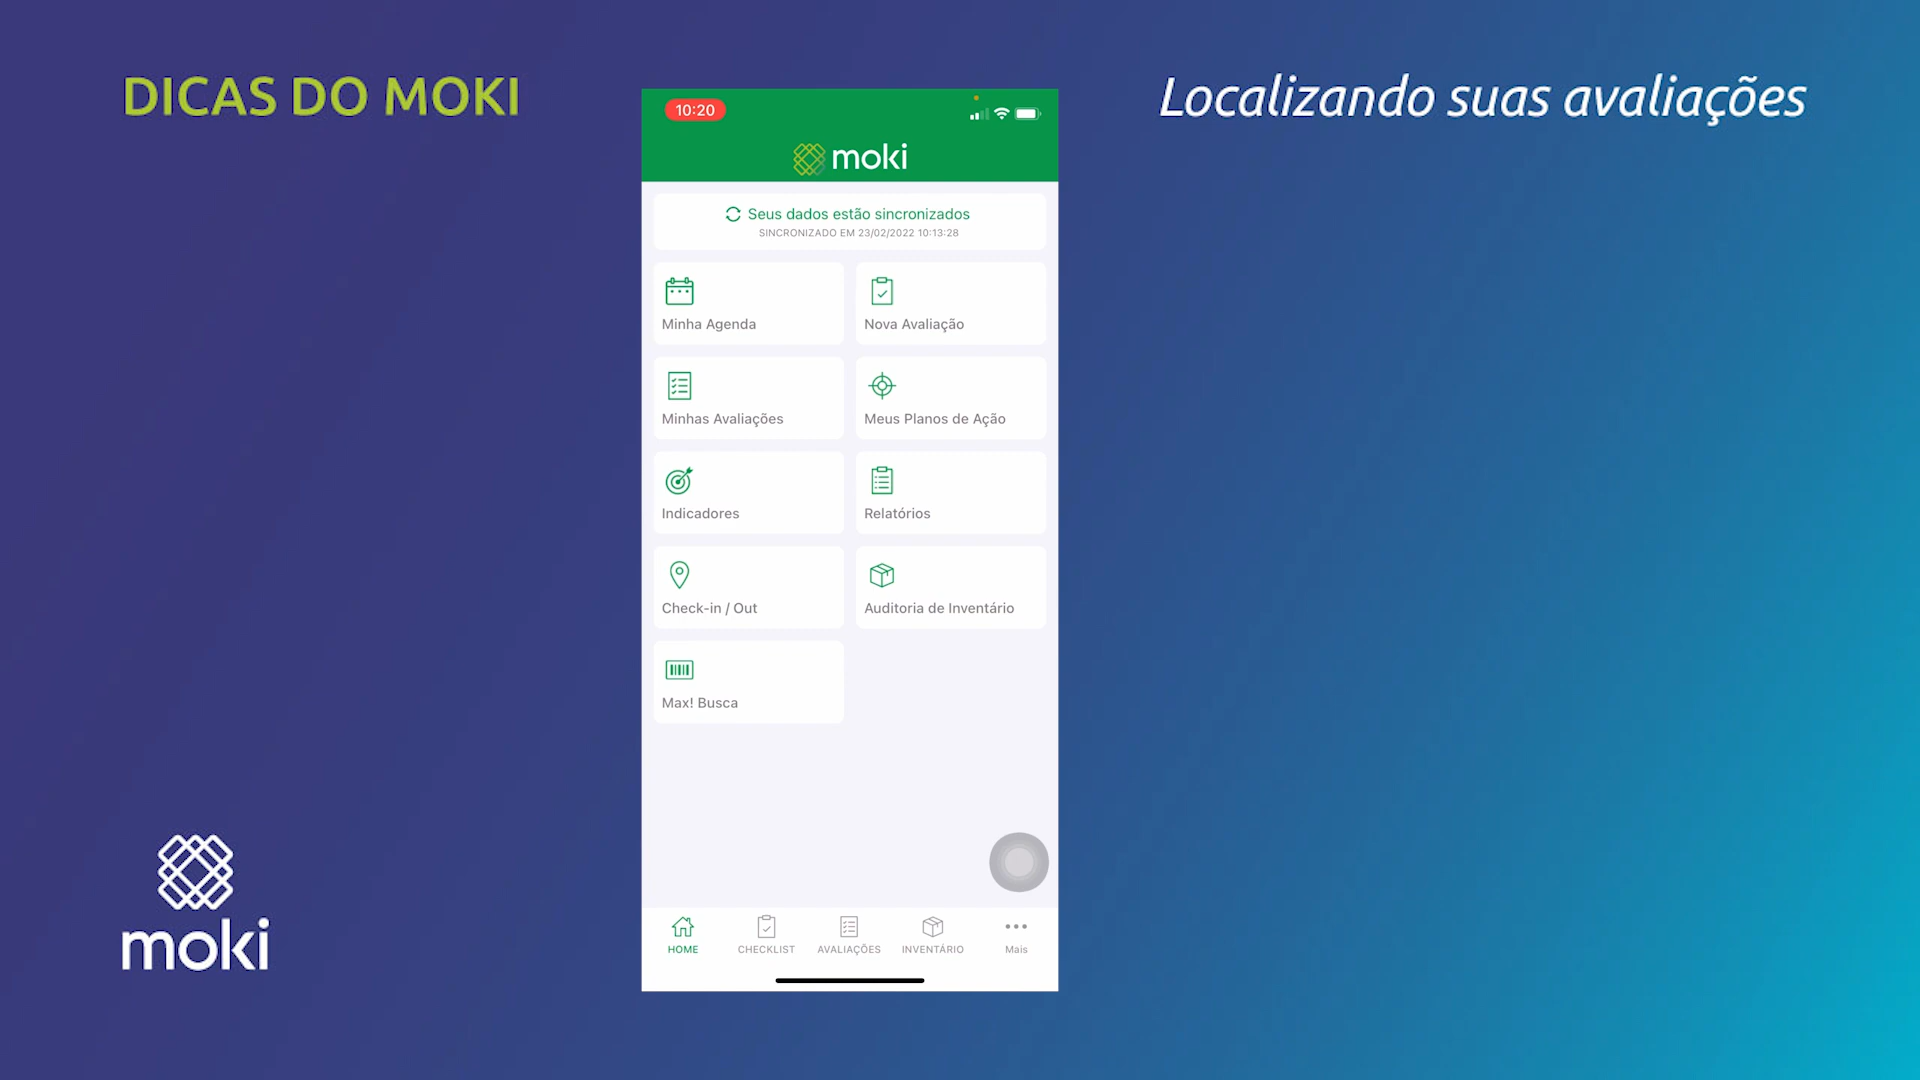 DICAS DO MOKI
Localizando suas avaliações
10:20
moki
Seus dados estão sincronizados
SINCRONIZADO EM 23/02/2022 10:13:28
Minha Agenda
Nova Avaliação
Minhas Avaliações
Meus Planos de Ação
Indicadores
Relatórios
Check-in / Out
Auditoria de Inventário
Max! Busca
moki
HOME
CHECKLIST
AVALIAÇÕES
INVENTÁRIO
Mais